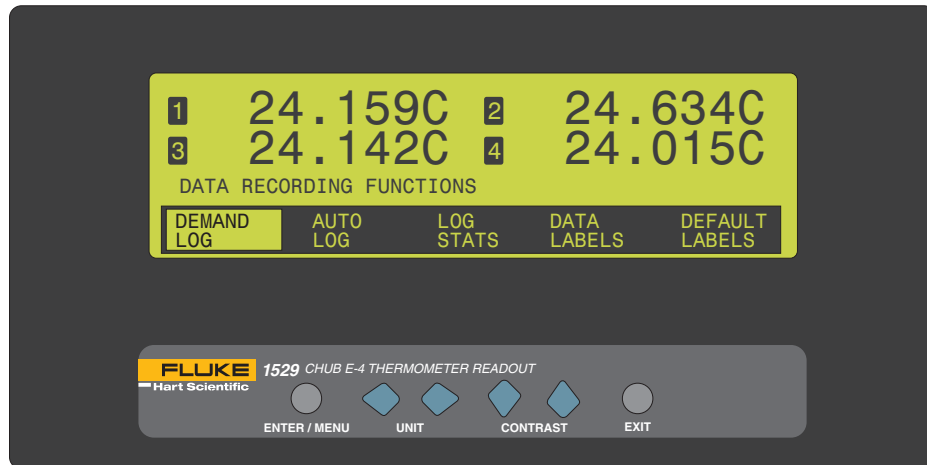 1 24.159C 2 24.634C
3 24.142C 4 24.015C
DATA RECORDING FUNCTIONS
DEMAND LOG AUTO LOG LOG STATS DATA LABELS DEFAULT LABELS
FLUKE 1529 CHUB E-4 THERMOMETER READOUT
Hart Scientific
ENTER / MENU UNIT CONTRAST EXIT